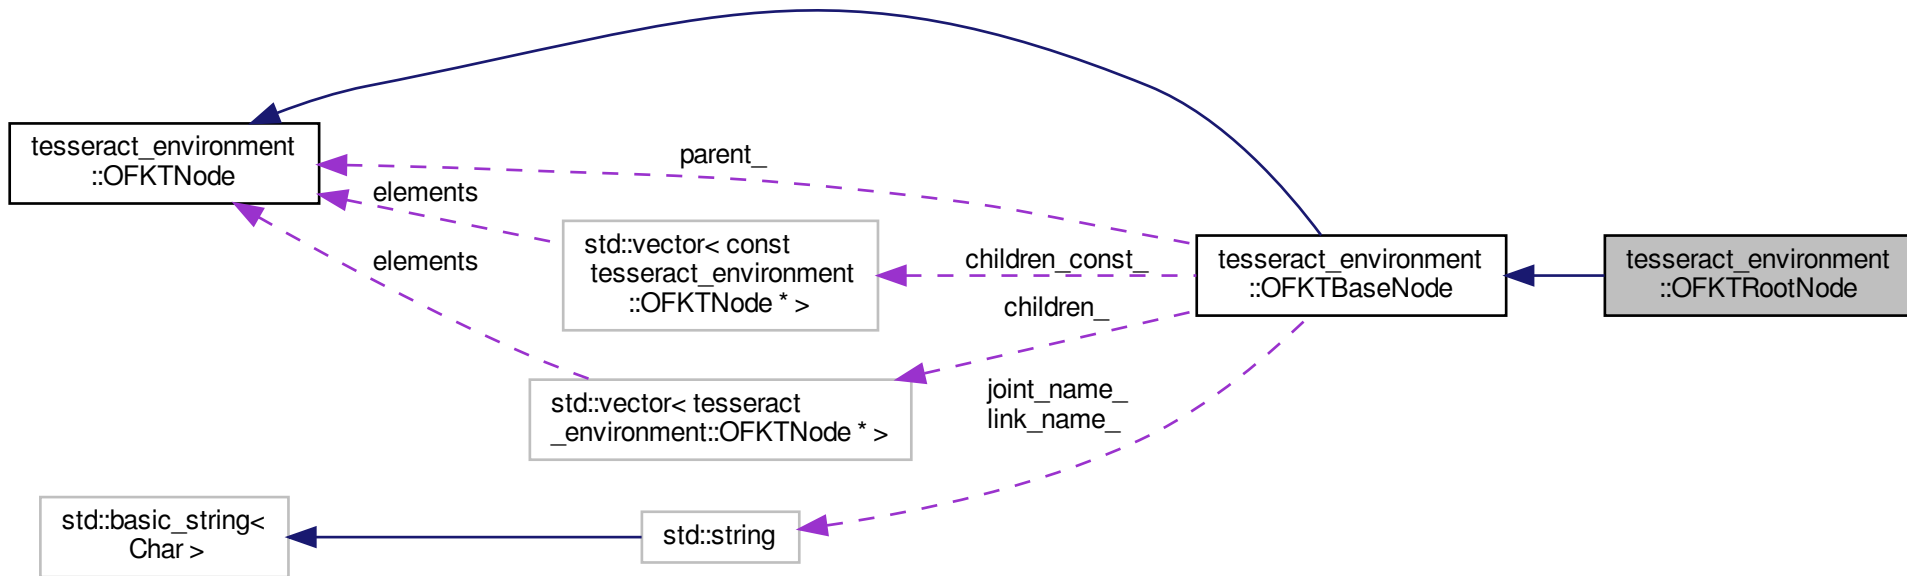 tesseract_environment
::OFKTNode
parent_
elements
elements
std::vector< const
tesseract_environment
::OFKTNode * >
children_const_
children_
tesseract_environment
::OFKTBaseNode
tesseract_environment
::OFKTRootNode
std::vector< tesseract
_environment::OFKTNode * >
joint_name_
link_name_
std::basic_string<
Char >
std::string